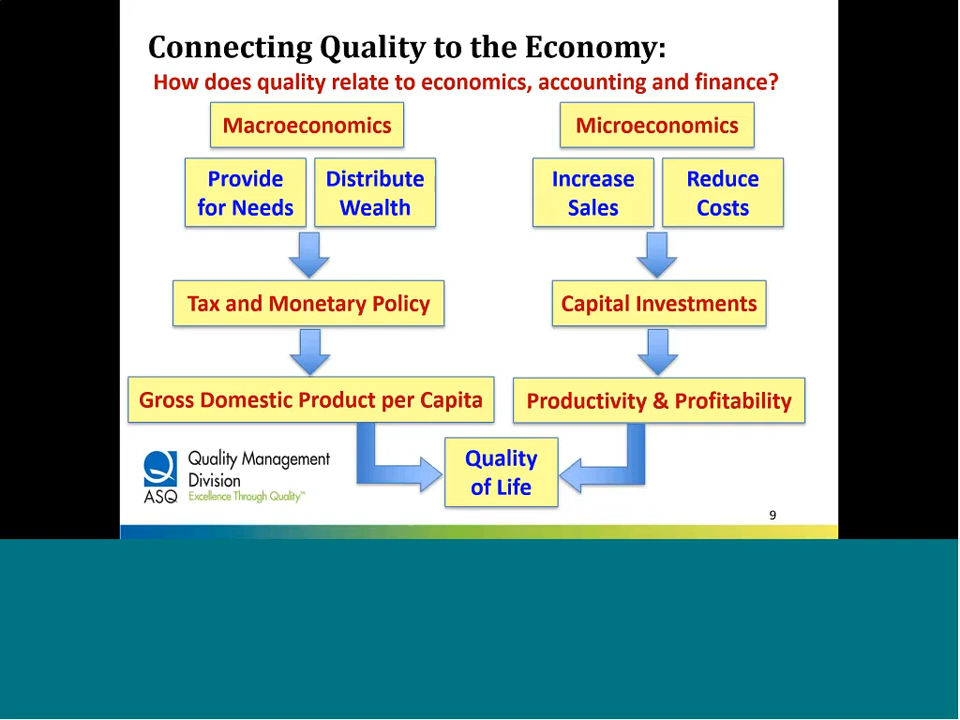 Connecting Quality to the Economy:
How does quality relate to economics, accounting and finance?
Macroeconomics
Microeconomics
Provide
for Needs
Distribute
Wealth
Increase
Sales
Reduce
Costs
Tax and Monetary Policy
Capital Investments
Gross Domestic Product per Capita
Productivity & Profitability
Quality
of Life
ASQ
Quality Management
Division
Excellence Through Quality™
9